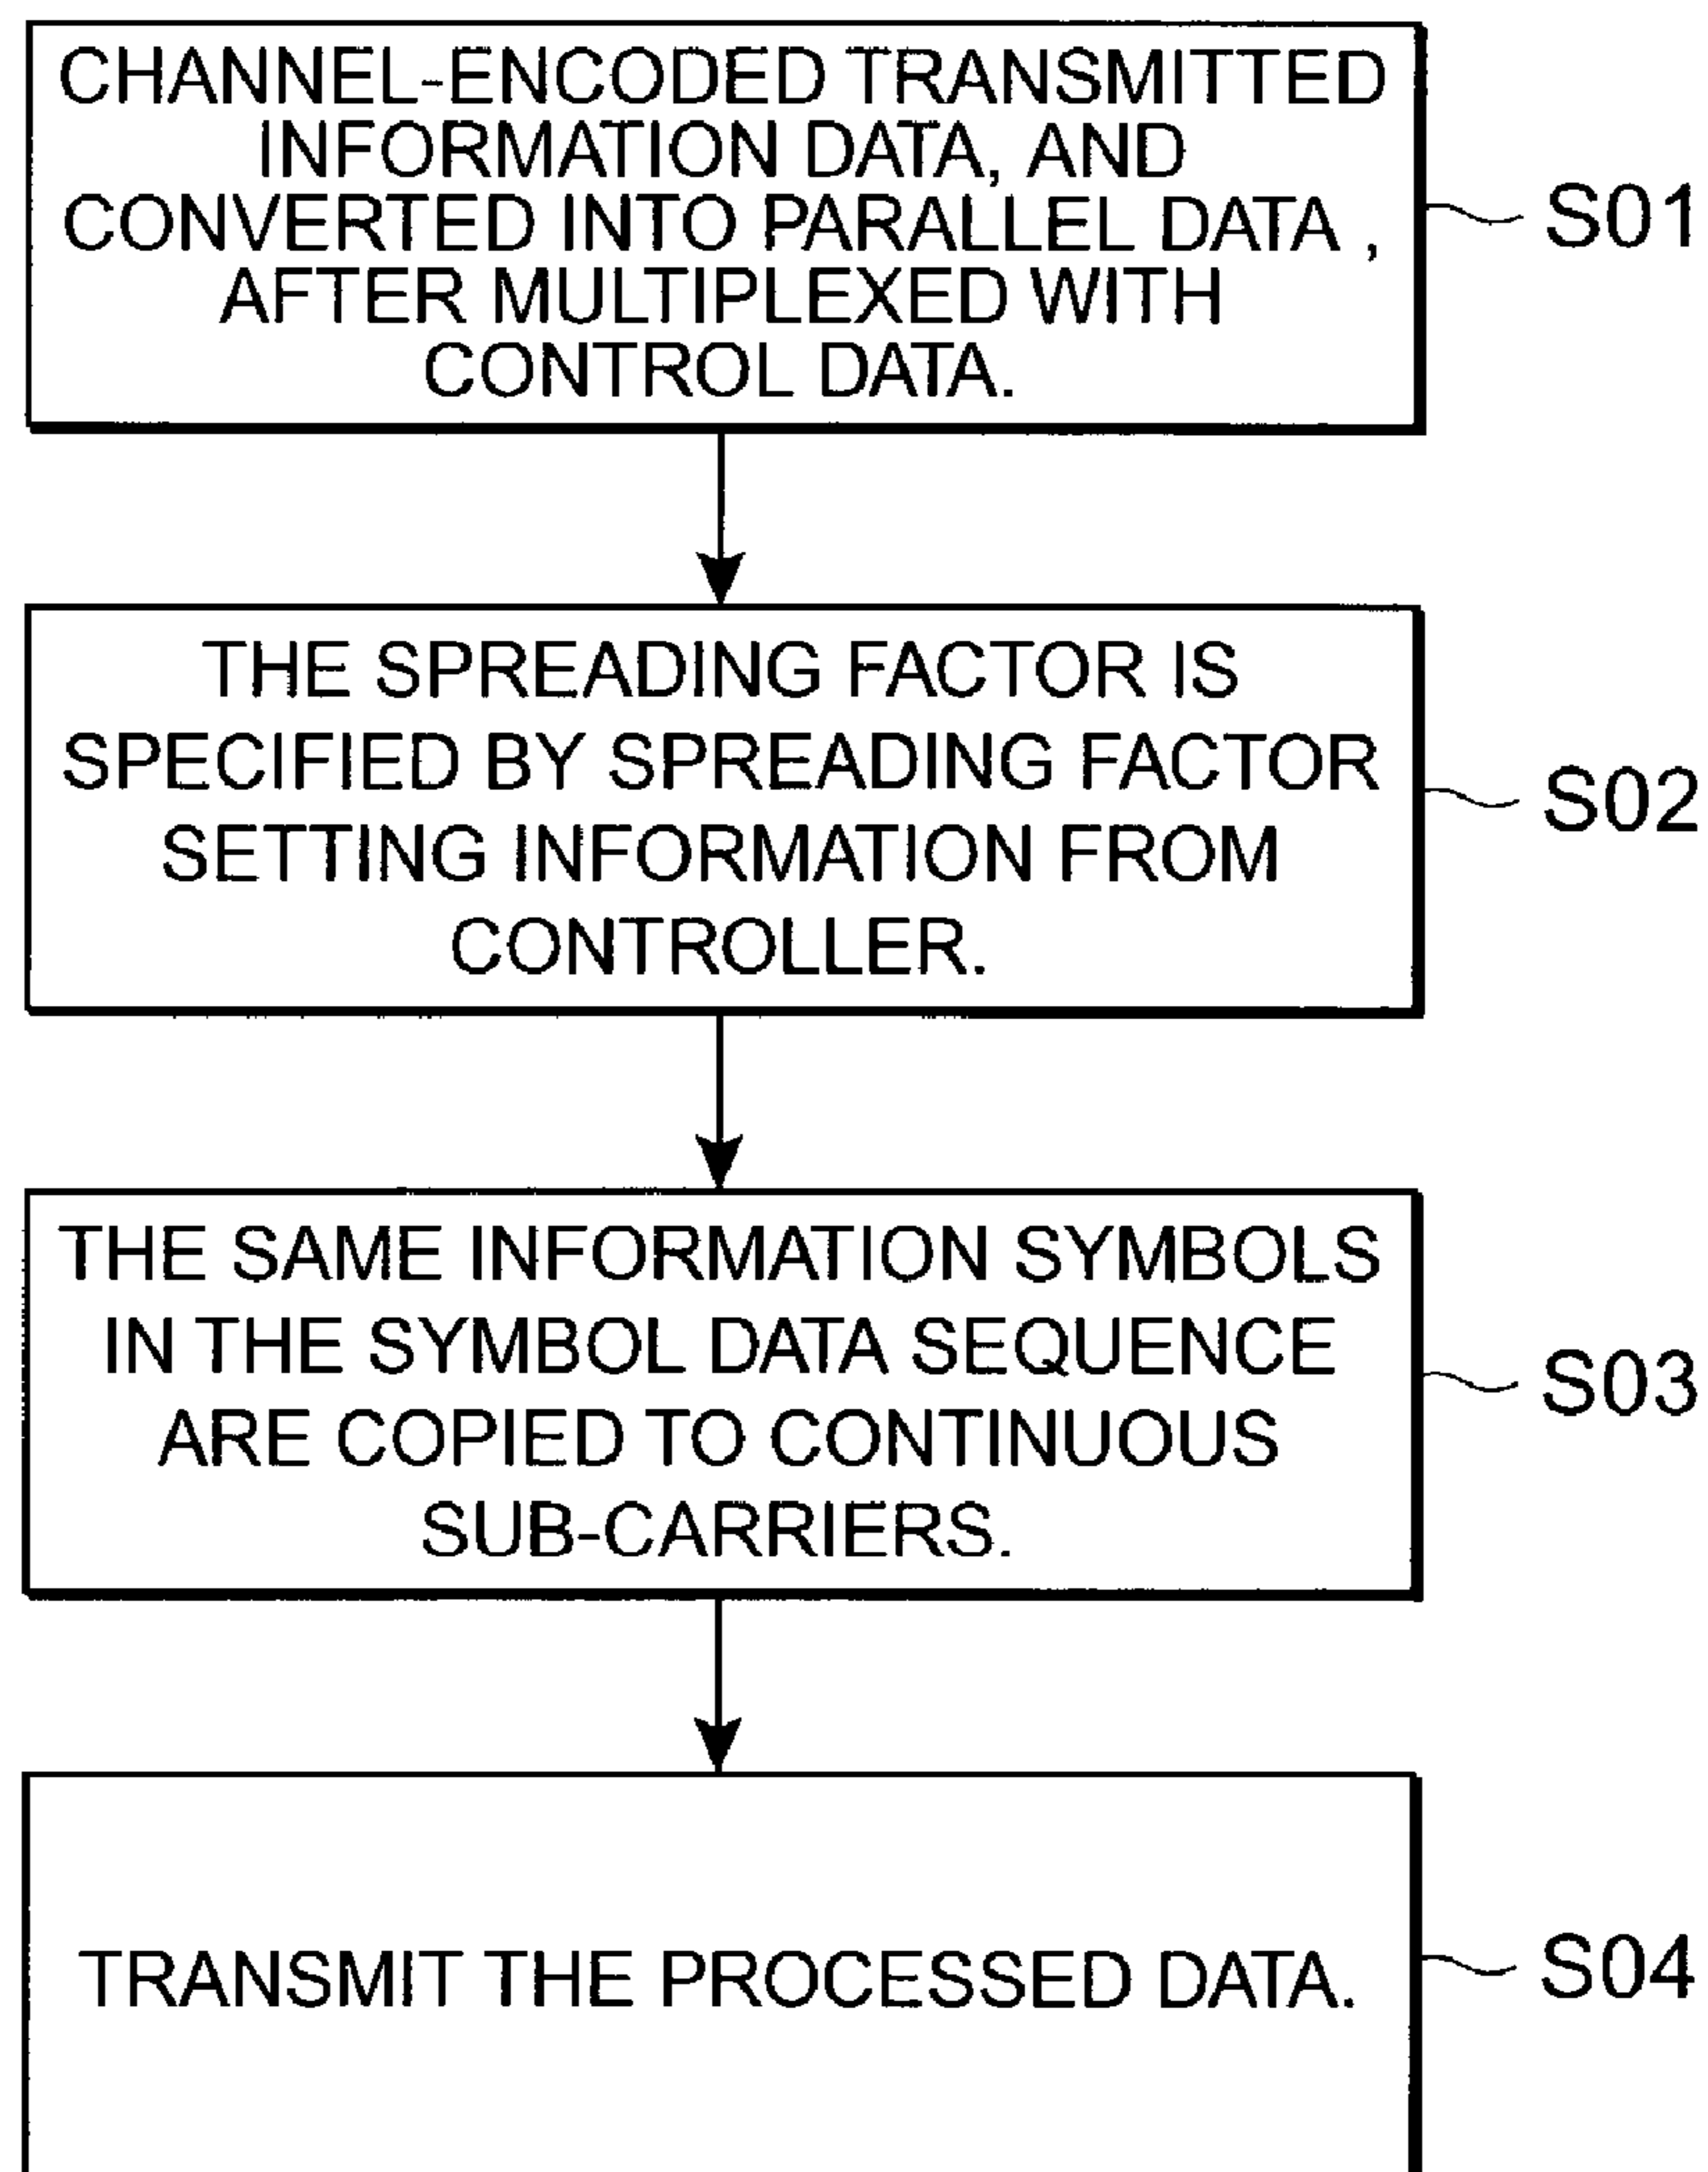 CHANNEL-ENCODED TRANSMITTED
INFORMATION DATA, AND
CONVERTED INTO PARALLEL DATA ,
AFTER MULTIPLEXED WITH
CONTROL DATA.
S01
THE SPREADING FACTOR IS
SPECIFIED BY SPREADING FACTOR
SETTING INFORMATION FROM
CONTROLLER.
S02
THE SAME INFORMATION SYMBOLS
IN THE SYMBOL DATA SEQUENCE
ARE COPIED TO CONTINUOUS
SUB-CARRIERS.
S03
TRANSMIT THE PROCESSED DATA.
S04